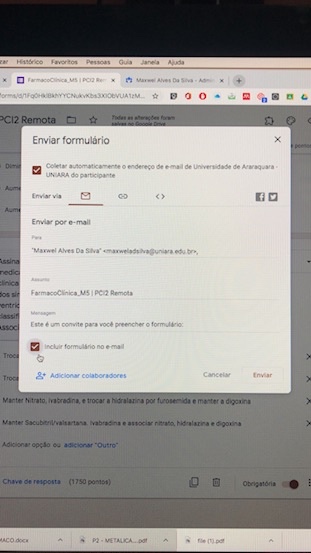 Histórico Favoritos Pessoas Guia Janela Ajuda
FarmacoClínica_M5 | PCI2 Re
Maxwel Alves Da Silva - Admi
PCI2 Remota
Todas as alterações foram
salvas no Google Drive
Enviar formulário
Coletar automaticamente o endereço de e-mail de Universidade de Araraquara -
UNIARA do participante
Enviar via
Enviar por e-mail
Para
"Maxwel Alves Da Silva" <maxweladsilva@uniara.edu.br>,
Assunto
FarmacoClínica_M5 | PCI2 Remota
Mensagem
Este é um convite para você preencher o formulário:
Incluir formulário no e-mail
Adicionar colaboradores
Cancelar
Enviar
Troca
Troca
Manter Nitrato, ivabradina, e trocar a hidralazina por furosemida e manter a digoxina
Manter Sacubitril/valsartana. Ivabradina e associar nitrato, hidralazina e digoxina
Adicionar opção ou adicionar "Outro"
Chave de resposta (1750 pontos)
Obrigatória
MACO.docx
P2 - METALICA....pdf
file (1).pdf